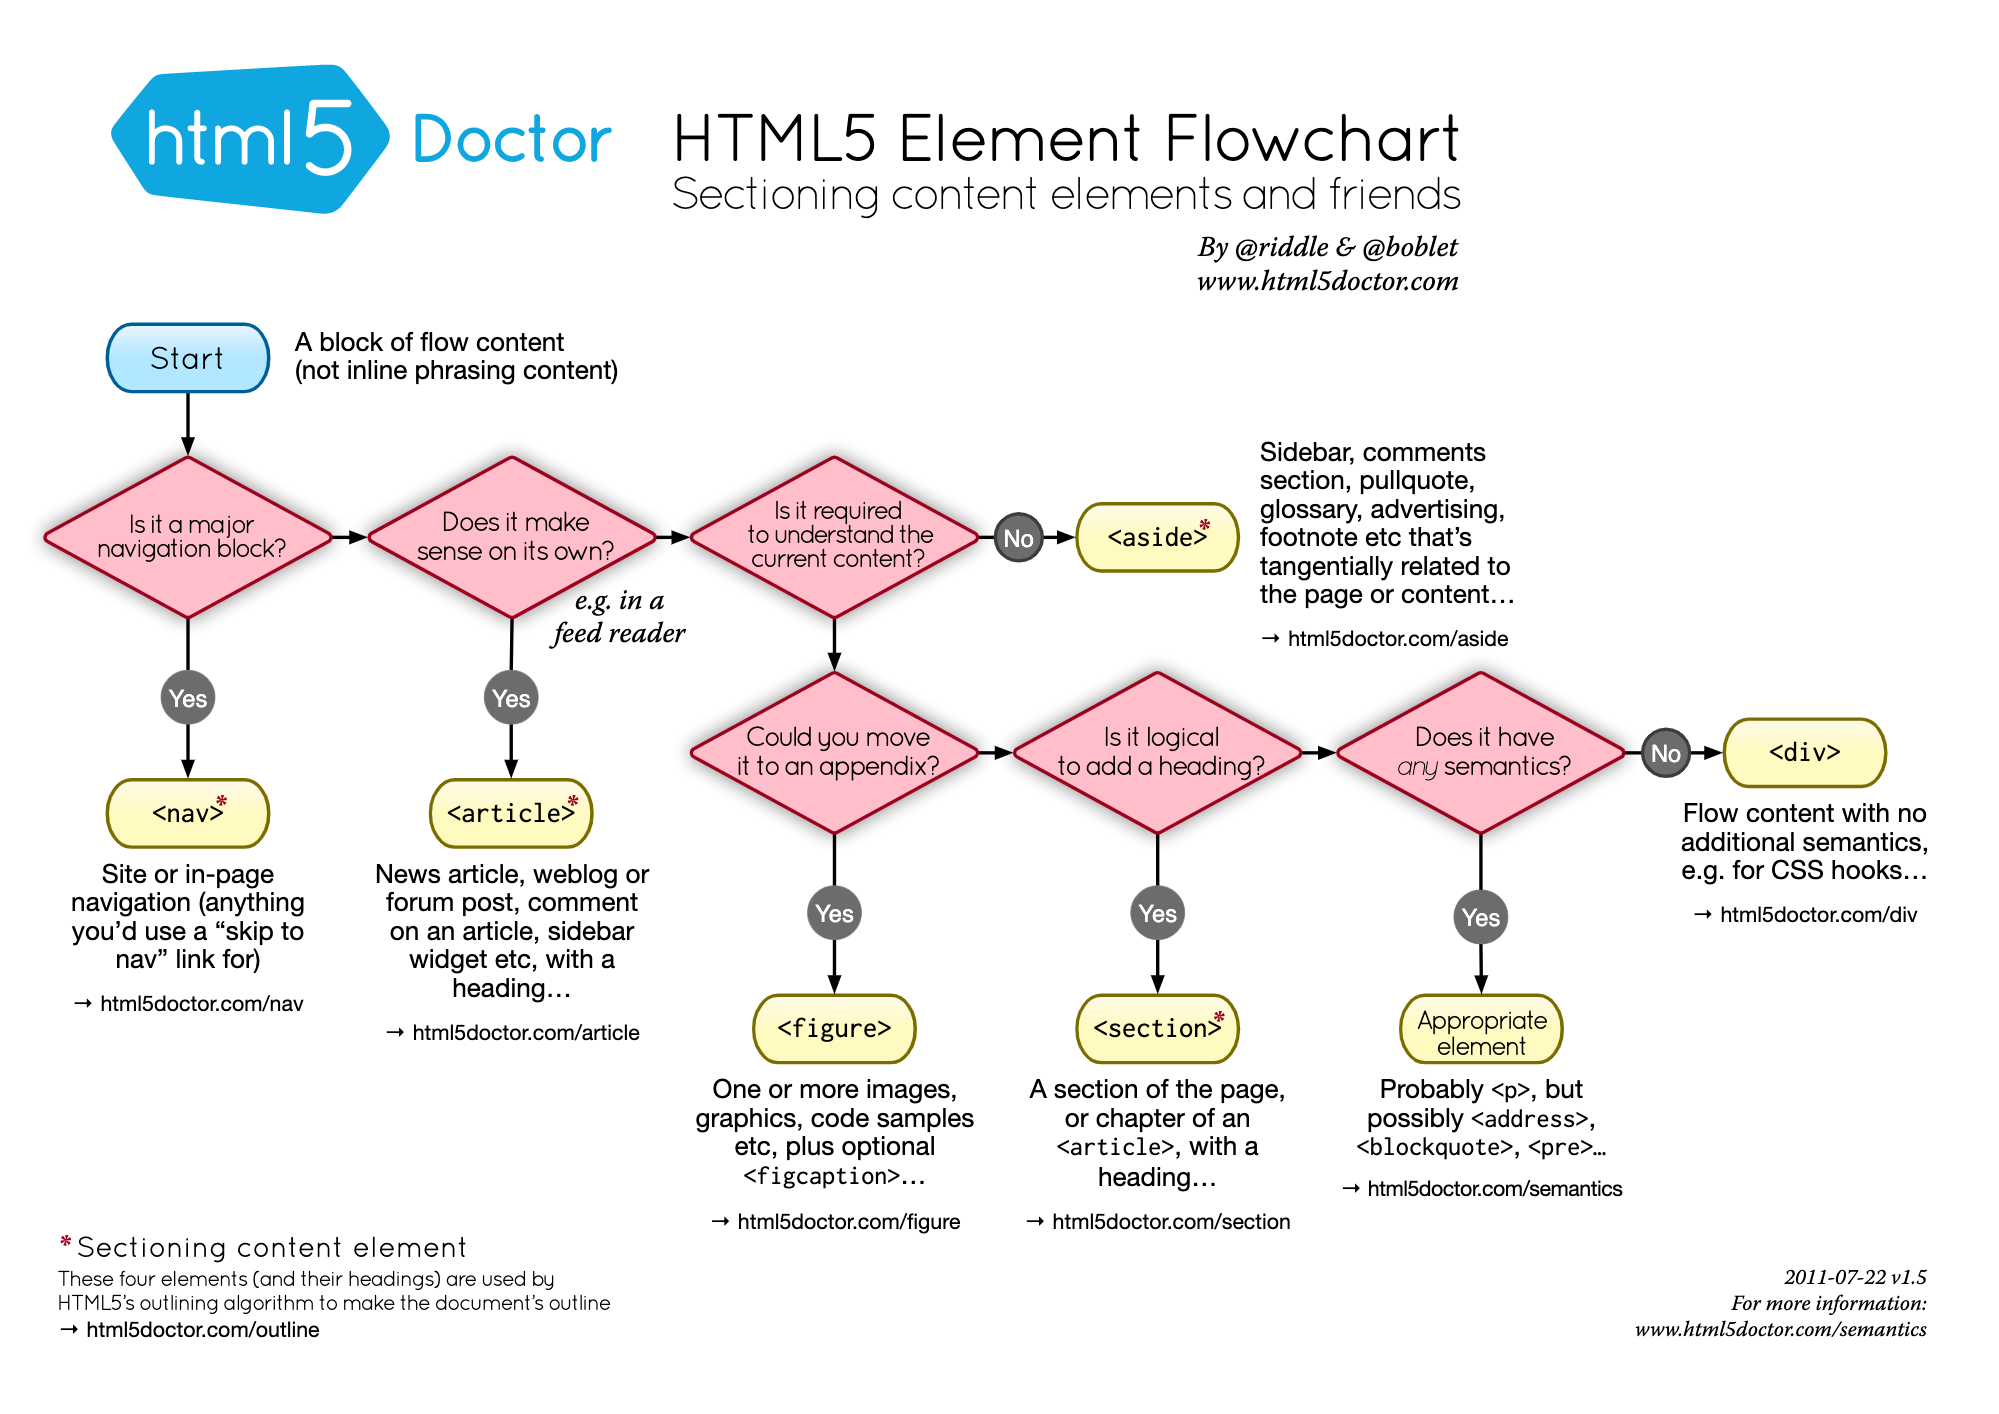 html5 Doctor
HTML5 Element Flowchart
Sectioning content elements and friends
By @riddle & @boblet
www.html5doctor.com
Start
A block of flow content
(not inline phrasing content)
Is it a major
navigation block?
Does it make
sense on its own?
e.g. in a
feed reader
Is it required
to understand the
current content?
No
<aside>*
Sidebar, comments
section, pullquote,
glossary, advertising,
footnote etc that’s
tangentially related to
the page or content…
→ html5doctor.com/aside
Yes
<nav>*
Site or in-page
navigation (anything
you’d use a “skip to
nav” link for)
→ html5doctor.com/nav
Yes
<article>*
News article, weblog or
forum post, comment
on an article, sidebar
widget etc, with a
heading…
→ html5doctor.com/article
Could you move
it to an appendix?
Is it logical
to add a heading?
Does it have
any semantics?
No
<div>
Flow content with no
additional semantics,
e.g. for CSS hooks…
→ html5doctor.com/div
Yes
<figure>
One or more images,
graphics, code samples
etc, plus optional
<figcaption>…
→ html5doctor.com/figure
Yes
<section>*
A section of the page,
or chapter of an
<article>, with a
heading…
→ html5doctor.com/section
Yes
Appropriate
element
Probably <p>, but
possibly <address>,
<blockquote>, <pre>…
→ html5doctor.com/semantics
*Sectioning content element
These four elements (and their headings) are used by
HTML5’s outlining algorithm to make the document’s outline
→ html5doctor.com/outline
2011-07-22 v1.5
For more information:
www.html5doctor.com/semantics